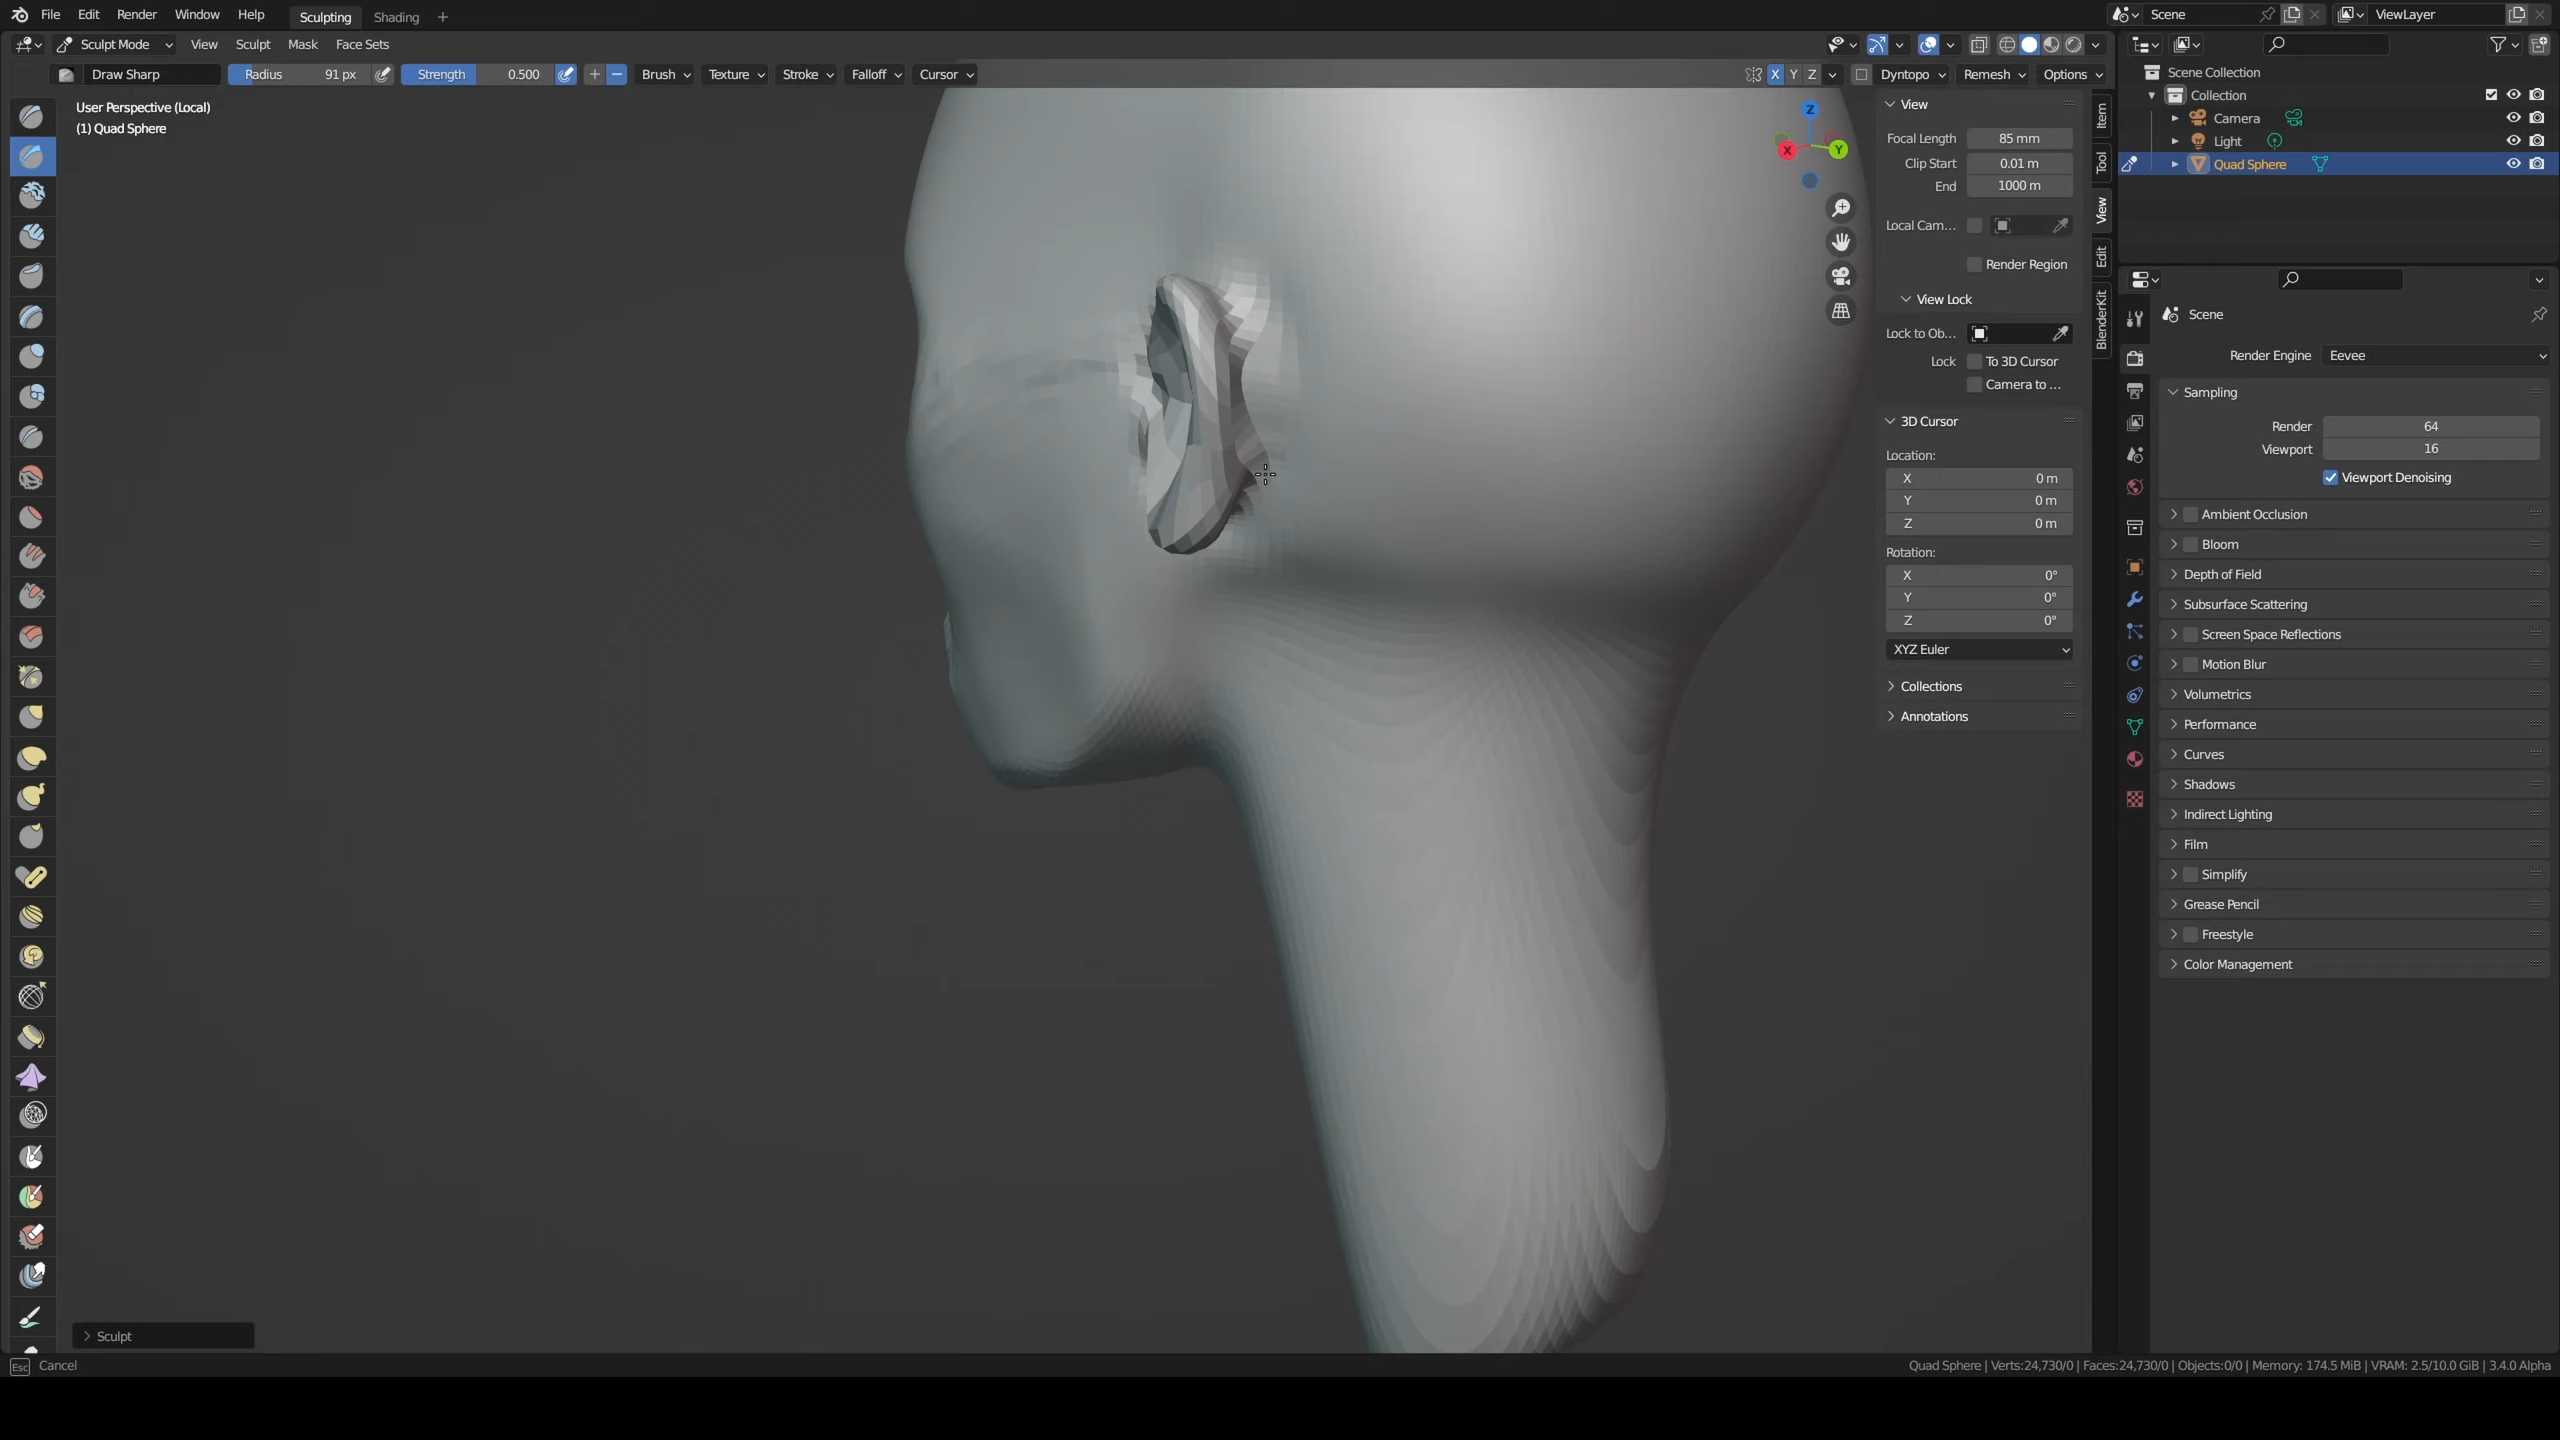 File Edit Render Window Help Sculpting Shading + Scene ViewLayer
Sculpt Mode View Sculpt Mask Face Sets
Draw Sharp Radius 91 px Strength 0.500 Brush Texture Stroke Falloff Cursor X Y Z Dyntopo Remesh Options
User Perspective (Local)
(1) Quad Sphere
Z
X
Y
View
Focal Length 85 mm
Clip Start 0.01 m
End 1000 m
Local Cam...
Render Region
View Lock
Lock to Ob...
Lock To 3D Cursor
Camera to ...
3D Cursor
Location:
X 0 m
Y 0 m
Z 0 m
Rotation:
X 0°
Y 0°
Z 0°
XYZ Euler
Collections
Annotations
Item
Tool
View
Edit
BlenderKit
Scene Collection
Collection
Camera
Light
Quad Sphere
Scene
Render Engine Eevee
Sampling
Render 64
Viewport 16
Viewport Denoising
Ambient Occlusion
Bloom
Depth of Field
Subsurface Scattering
Screen Space Reflections
Motion Blur
Volumetrics
Performance
Curves
Shadows
Indirect Lighting
Film
Simplify
Grease Pencil
Freestyle
Color Management
Sculpt
Esc Cancel
Quad Sphere | Verts:24,730/0 | Faces:24,730/0 | Objects:0/0 | Memory: 174.5 MiB | VRAM: 2.5/10.0 GiB | 3.4.0 Alpha